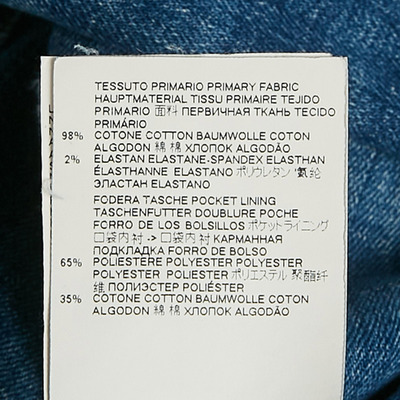 TESSUTO PRIMARIO PRIMARY FABRIC
HAUPTMATERIAL TISSU PRIMAIRE TEJIDO
PRIMARIO 面料 ПЕРВИЧНАЯ ТКАНЬ TECIDO
PRIMÁRIO
98% COTONE COTTON BAUMWOLLE COTON
ALGODON 綿 棉 ХЛОПОК ALGODÃO
2% ELASTAN ELASTANE-SPANDEX ELASTHAN
ÉLASTHANNE ELASTANO ポリウレタン 氨纶
ЭЛАСТАН ELASTANO
FODERA TASCHE POCKET LINING
TASCHENFUTTER DOUBLURE POCHE
FORRO DE LOS BOLSILLOS ポケットライニング
口袋内衬 -> 口袋内衬 КАРМАННАЯ
ПОДКЛАДКА FORRO DE BOLSO
65% POLIESTERE POLYESTER POLYESTER
POLYESTER POLIESTER ポリエステル 聚酯纤
维 ПОЛИЭСТЕР POLIÉSTER
35% COTONE COTTON BAUMWOLLE COTON
ALGODON 綿 棉 ХЛОПОК ALGODÃO